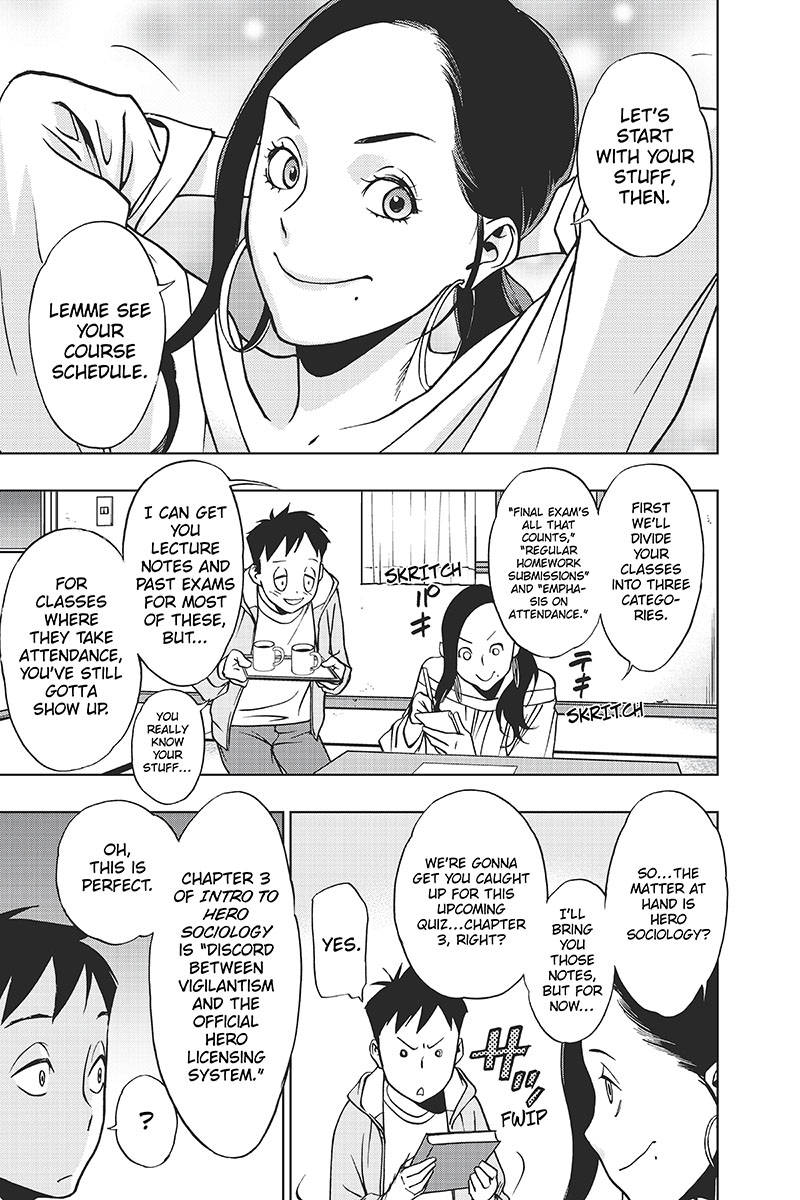 LET'S
START
WITH YOUR
STUFF,
THEN.
LEMME SEE
YOUR
COURSE
SCHEDULE.
FIRST
WE'LL
DIVIDE
YOUR
CLASSES
INTO THREE
CATEGO-
RIES.
"FINAL EXAM'S
ALL THAT
COUNTS,"
"REGULAR
HOMEWORK
SUBMISSIONS"
AND "EMPHA-
SIS ON
ATTENDANCE."
テキ
SKRITCH
パキ
SKRITCH
I CAN GET
YOU
LECTURE
NOTES AND
PAST EXAMS
FOR MOST
OF THESE,
BUT...
FOR
CLASSES
WHERE
THEY TAKE
ATTENDANCE,
YOU'VE STILL
GOTTA
SHOW UP.
YOU
REALLY
KNOW
YOUR
STUFF...
SO...THE
MATTER AT
HAND IS
HERO
SOCIOLOGY?
I'LL
BRING
YOU
THOSE
NOTES,
BUT FOR
NOW...
WE'RE GONNA
GET YOU CAUGHT
UP FOR THIS
UPCOMING
QUIZ...CHAPTER
3, RIGHT?
YES.
サッ
FWIP
CHAPTER 3
OF INTRO TO
HERO
SOCIOLOGY
IS "DISCORD
BETWEEN
VIGILANTISM
AND THE
OFFICIAL
HERO
LICENSING
SYSTEM."
OH,
THIS IS
PERFECT.
?